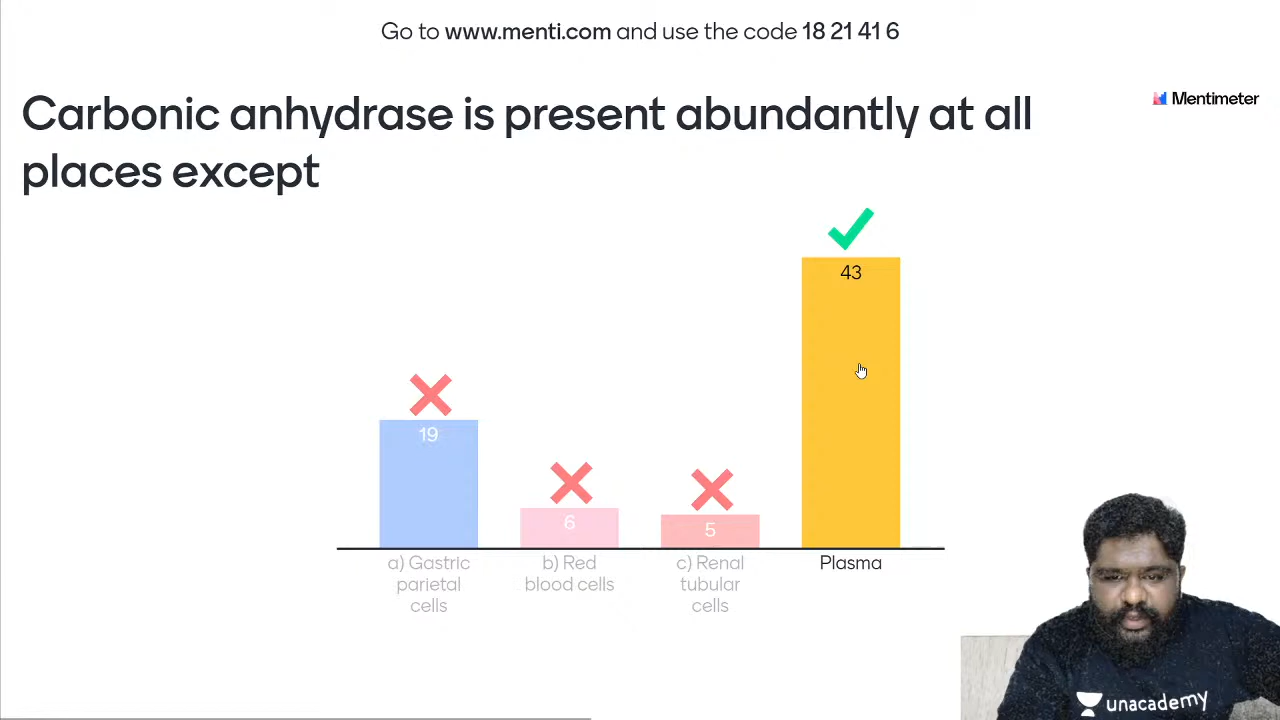 Go to www.menti.com and use the code 18 21 41 6
Carbonic anhydrase is present abundantly at all
places except
Mentimeter
43
19
6
5
a) Gastric
parietal
cells
b) Red
blood cells
c) Renal
tubular
cells
Plasma
unacademy